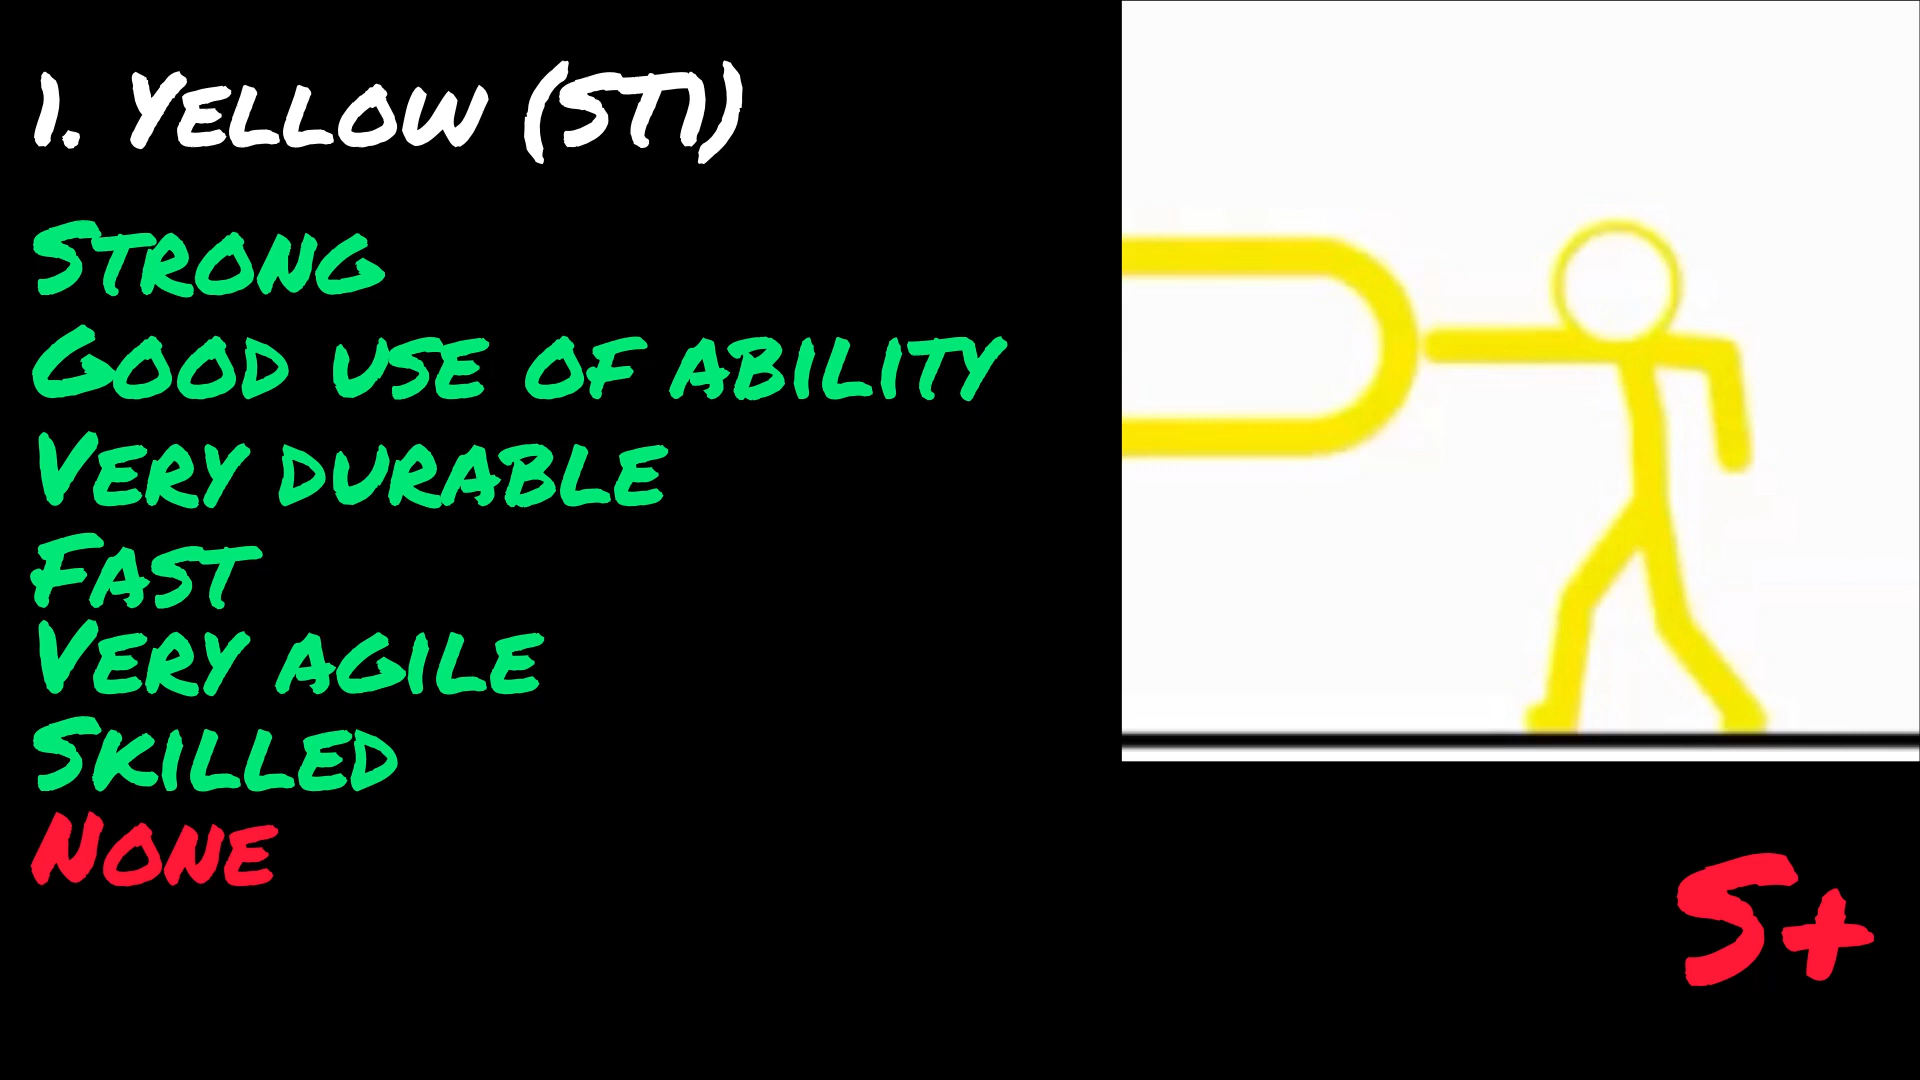 1. Yellow (STI)
Strong
Good use of ability
Very durable
Fast
Very agile
Skilled
None
S+